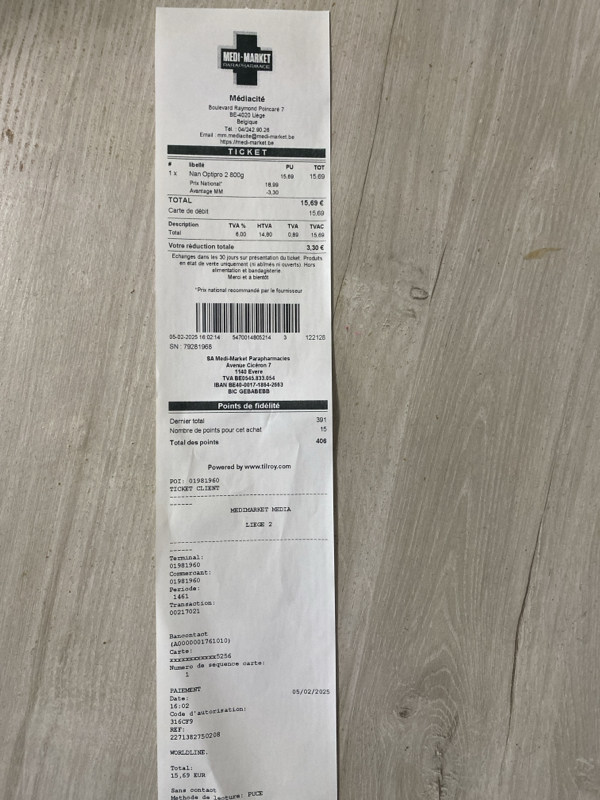 MEDI-MARKET
PARAPHARMACIE
Médiacité
Boulevard Raymond Poincaré 7
BE-4020 Liège
Belgique
Tél. : 04/242.90.26
Email : mm.mediacite@medi-market.be
https://medi-market.be
TICKET
# libellé PU TOT
1 x Nan Optipro 2 800g 15,69 15,69
Prix National* 18,99
Avantage MM -3,30
TOTAL 15,69 €
Carte de débit 15,69
Description TVA % HTVA TVA TVAC
Total 6,00 14,80 0,89 15,69
Votre réduction totale 3,30 €
Echanges dans les 30 jours sur présentation du ticket. Produits
en état de vente uniquement (ni abîmés ni ouverts). Hors
alimentation et bandagisterie
Merci et à bientôt
*Prix national recommandé par le fournisseur
05-02-2025 16:02:14 5470014805214 3 122128
SN : 79281968
SA Medi-Market Parapharmacies
Avenue Cicéron 7
1140 Evere
TVA BE0545.833.054
IBAN BE40-0017-1864-2663
BIC GEBABEBB
Points de fidélité
Dernier total 391
Nombre de points pour cet achat 15
Total des points 406
Powered by www.tilroy.com
POI: 01981960
TICKET CLIENT
------
MEDIMARKET MEDIA
LIEGE 2
------
Terminal:
01981960
Commercant:
01981960
Periode:
1461
Transaction:
00217021
Bancontact
(A0000001761010)
Carte:
xxxxxxxxxxxx5256
Numero de sequence carte:
1
PAIEMENT 05/02/2025
Date:
16:02
Code d'autorisation:
316CF9
REF:
2271382750208
WORLDLINE.
Total:
15,69 EUR
Sans contact
Methode de lecture: PUCE